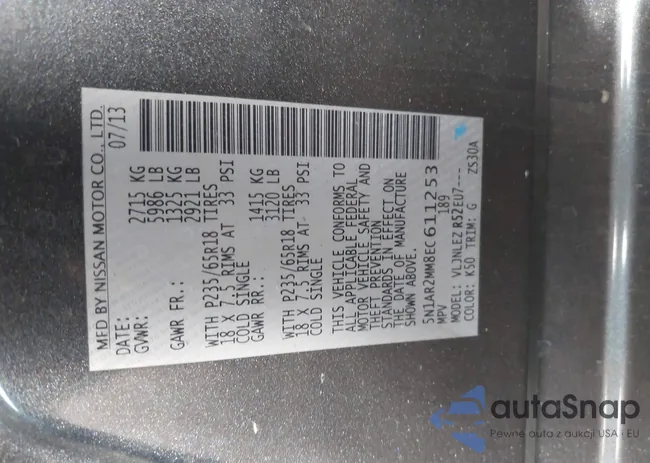 MFD BY NISSAN MOTOR CO., LTD.
DATE: 07/13
GVWR: 2715 KG
5986 LB
GAWR FR.: 1325 KG
2921 LB
WITH P235/65R18 TIRES
18 X 7.5 RIMS AT 33 PSI
COLD SINGLE
GAWR RR.: 1415 KG
3120 LB
WITH P235/65R18 TIRES
18 X 7.5 RIMS AT 33 PSI
COLD SINGLE
THIS VEHICLE CONFORMS TO
ALL APPLICABLE FEDERAL
MOTOR VEHICLE SAFETY AND
THEFT PREVENTION
STANDARDS IN EFFECT ON
THE DATE OF MANUFACTURE
SHOWN ABOVE.
5N1AR2MM8EC611253
MPV 189
MODEL: VLJNLEZ R52EU7---
COLOR: K50 TRIM: G ZS30A
autaSnap
Pewne auta z aukcji USA · EU